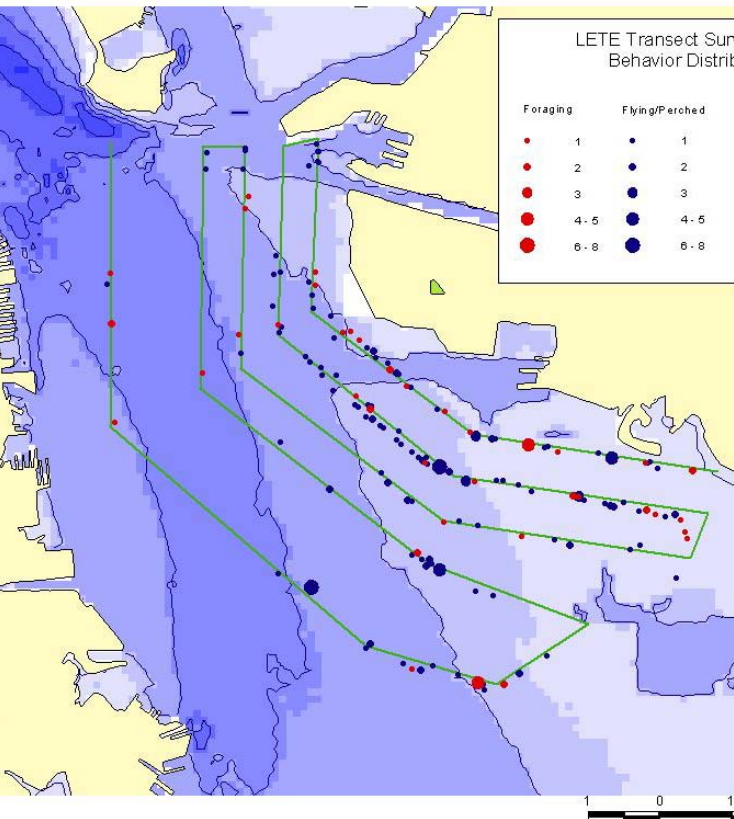 LETE Transect Sur
Behavior Distrib
Foraging Flying/Perched
1 1
2 2
3 3
4 - 5 4 - 5
6 - 8 6 - 8
1 0 1